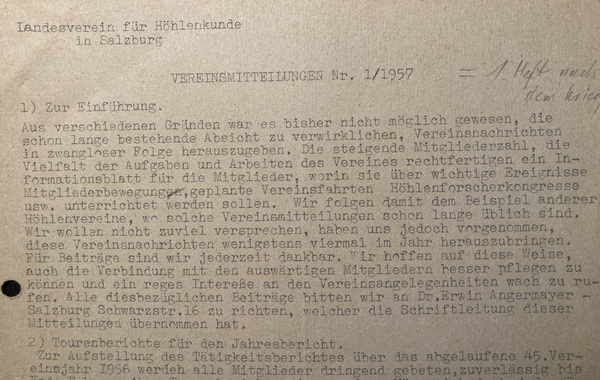 Landesverein für Höhlenkunde
in Salzburg
VEREINSMITTEILUNGEN Nr. 1/1957 = 1. Heft nach
dem Krieg
1) Zur Einführung.
Aus verschiedenen Gründen war es bisher nicht möglich gewesen, die
schon lange bestehende Absicht zu verwirklichen, Vereinsnachrichten
in zwangloser Folge herauszugeben. Die steigende Mitgliederzahl, die
Vielfalt der Aufgaben und Arbeiten des Vereines rechtfertigen ein In-
formationsblatt für die Mitglieder, worin sie über wichtige Ereignisse
Mitgliederbewegungen, geplante Vereinsfahrten Höhlenforscherkongresse
usw. unterrichtet werden sollen. Wir folgen damit dem Beispiel anderer
Höhlenvereine, wo solche Vereinsmitteilungen schon lange üblich sind.
Wir wollen nicht zuviel versprechen, haben uns jedoch vorgenommen,
diese Vereinsnachrichten wenigstens viermal im Jahr herauszubringen.
Für Beiträge sind wir jederzeit dankbar. Wir hoffen auf diese Weise,
auch die Verbindung mit den auswärtigen Mitgliedern besser pflegen zu
können und ein reges Intereße an den Vereinsangelegenheiten wach zu ru-
fen. Alle diesbezüglichen Beiträge bitten wir an Dr. Erwin Angermayer -
Salzburg Schwarzstr.16 zu richten, welcher die Schriftleitung dieser
Mitteilungen übernommen hat.
2) Tourenberichte für den Jahresbericht.
Zur Aufstellung des Tätigkeitsberichtes über das abgelaufene 45.Ver-
einsjahr 1956 werden alle Mitglieder dringend gebeten, zuverlässig bis